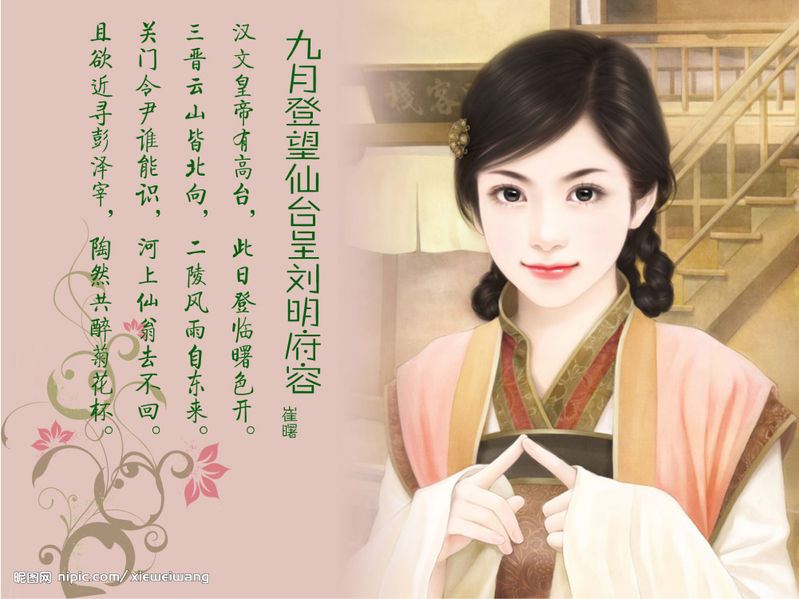 九月登望仙台呈刘明府容
崔曙
汉文皇帝有高台，此日登临曙色开。
三晋云山皆北向，二陵风雨自东来。
关门令尹谁能识，河上仙翁去不回。
且欲近寻彭泽宰，陶然共醉菊花杯。
客栈
昵图网 nipic.com/xieweiwang